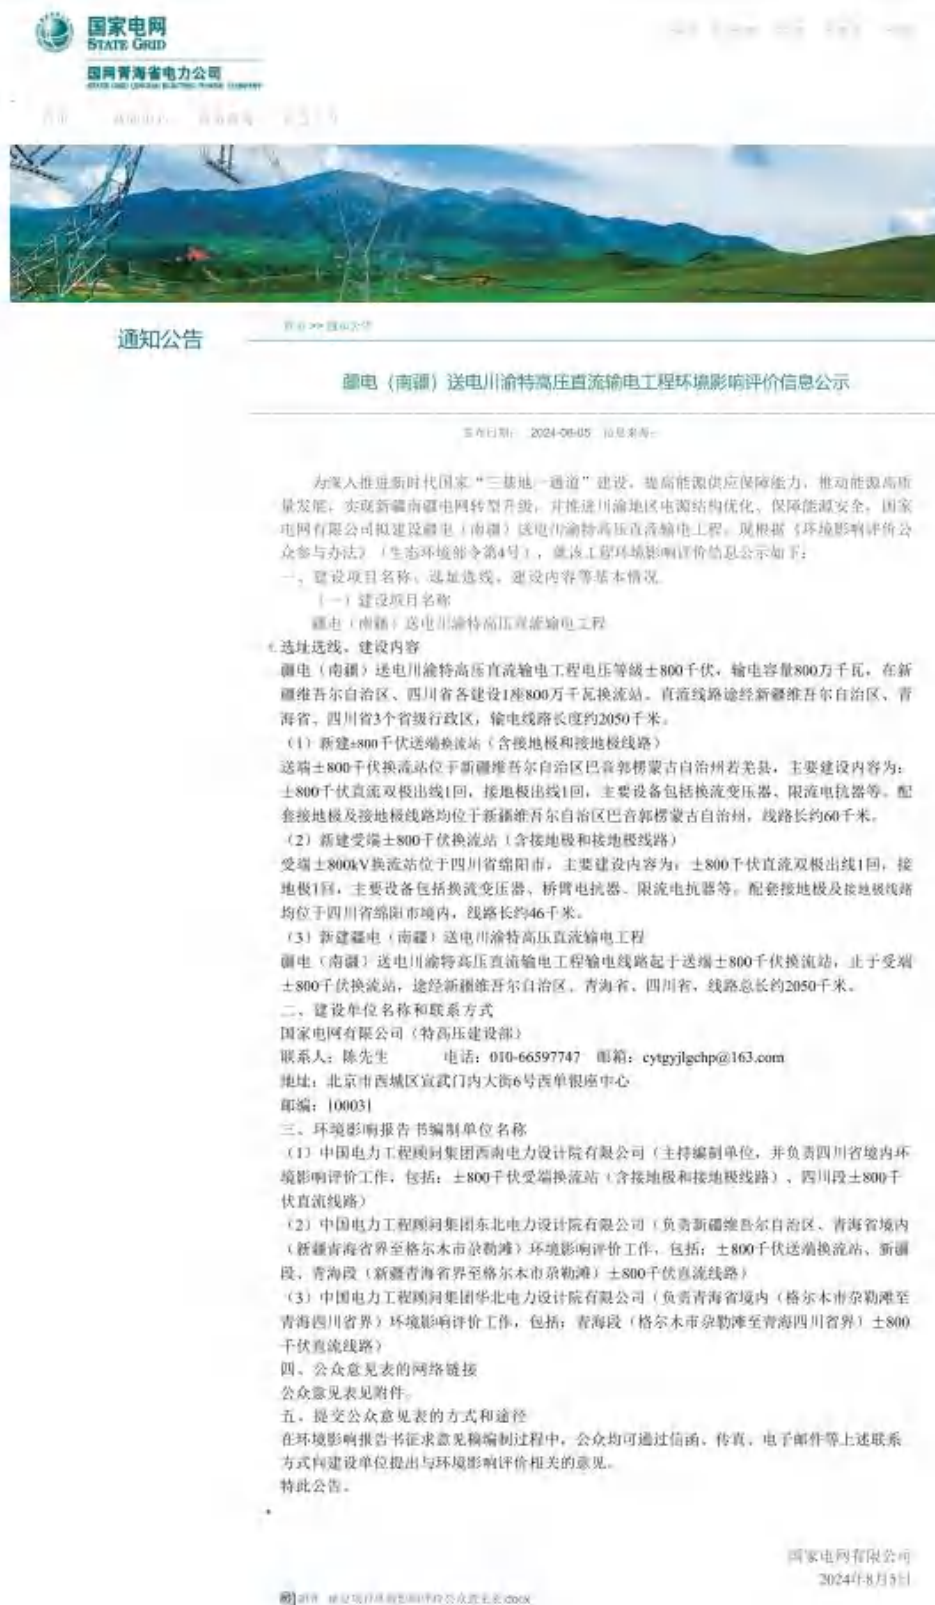 国家电网
STATE GRID
国网青海省电力公司
通知公告
疆电（南疆）送电川渝特高压直流输电工程环境影响评价信息公示
发布日期： 2024-08-05 信息来源：
为深入推进新时代国家“三基地一通道”建设，提高能源供应保障能力，推动能源高质
量发展，实现新疆南疆电网转型升级，并推进川渝地区电源结构优化、保障能源安全，国家
电网有限公司拟建设疆电（南疆）送电川渝特高压直流输电工程。现根据《环境影响评价公
众参与办法》（生态环境部令第4号），就该工程环境影响评价信息公示如下：
一、建设项目名称、选址选线、建设内容等基本情况
（一）建设项目名称
疆电（南疆）送电川渝特高压直流输电工程
选址选线、建设内容
疆电（南疆）送电川渝特高压直流输电工程电压等级±800千伏，输电容量800万千瓦，在新
疆维吾尔自治区、四川省各建设1座800万千瓦换流站。直流线路途经新疆维吾尔自治区、青
海省、四川省3个省级行政区，输电线路长度约2050千米。
（1）新建±800千伏送端换流站（含接地极和接地极线路）
送端±800千伏换流站位于新疆维吾尔自治区巴音郭楞蒙古自治州若羌县，主要建设内容为：
±800千伏直流双极出线1回，接地极出线1回，主要设备包括换流变压器、限流电抗器等。配
套接地极及接地极线路均位于新疆维吾尔自治区巴音郭楞蒙古自治州，线路长约60千米。
（2）新建受端±800千伏换流站（含接地极和接地极线路）
受端±800kV换流站位于四川省绵阳市，主要建设内容为：±800千伏直流双极出线1回，接
地极1回，主要设备包括换流变压器、桥臂电抗器、限流电抗器等。配套接地极及接地极线路
均位于四川省绵阳市境内，线路长约46千米。
（3）新建疆电（南疆）送电川渝特高压直流输电工程
疆电（南疆）送电川渝特高压直流输电工程输电线路起于送端±800千伏换流站，止于受端
±800千伏换流站，途经新疆维吾尔自治区、青海省、四川省，线路总长约2050千米。
二、建设单位名称和联系方式
国家电网有限公司（特高压建设部）
联系人：陈先生 电话：010-66597747 邮箱：cytgyjlgchp@163.com
地址：北京市西城区宣武门内大街6号西单银座中心
邮编：100031
三、环境影响报告书编制单位名称
（1）中国电力工程顾问集团西南电力设计院有限公司（主持编制单位，并负责四川省境内环
境影响评价工作，包括：±800千伏受端换流站（含接地极和接地极线路）、四川段±800千
伏直流线路）
（2）中国电力工程顾问集团东北电力设计院有限公司（负责新疆维吾尔自治区、青海省境内
（新疆青海省界至格尔木市尕勒滩）环境影响评价工作，包括：±800千伏送端换流站、新疆
段、青海段（新疆青海省界至格尔木市尕勒滩）±800千伏直流线路）
（3）中国电力工程顾问集团华北电力设计院有限公司（负责青海省境内（格尔木市尕勒滩至
青海四川省界）环境影响评价工作，包括：青海段（格尔木市尕勒滩至青海四川省界）±800
千伏直流线路）
四、公众意见表的网络链接
公众意见表见附件。
五、提交公众意见表的方式和途径
在环境影响报告书征求意见稿编制过程中，公众均可通过信函、传真、电子邮件等上述联系
方式向建设单位提出与环境影响评价相关的意见。
特此公告。
国家电网有限公司
2024年8月5日